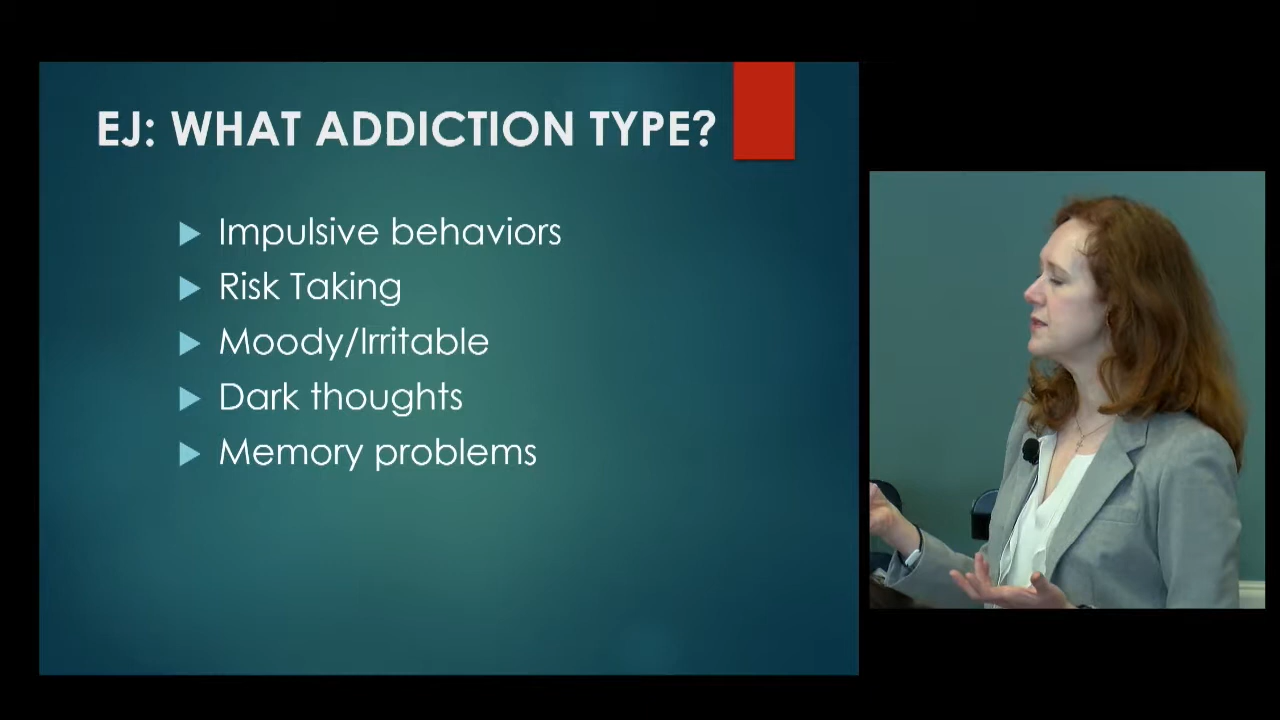 EJ: WHAT ADDICTION TYPE?
Impulsive behaviors
Risk Taking
Moody/Irritable
Dark thoughts
Memory problems